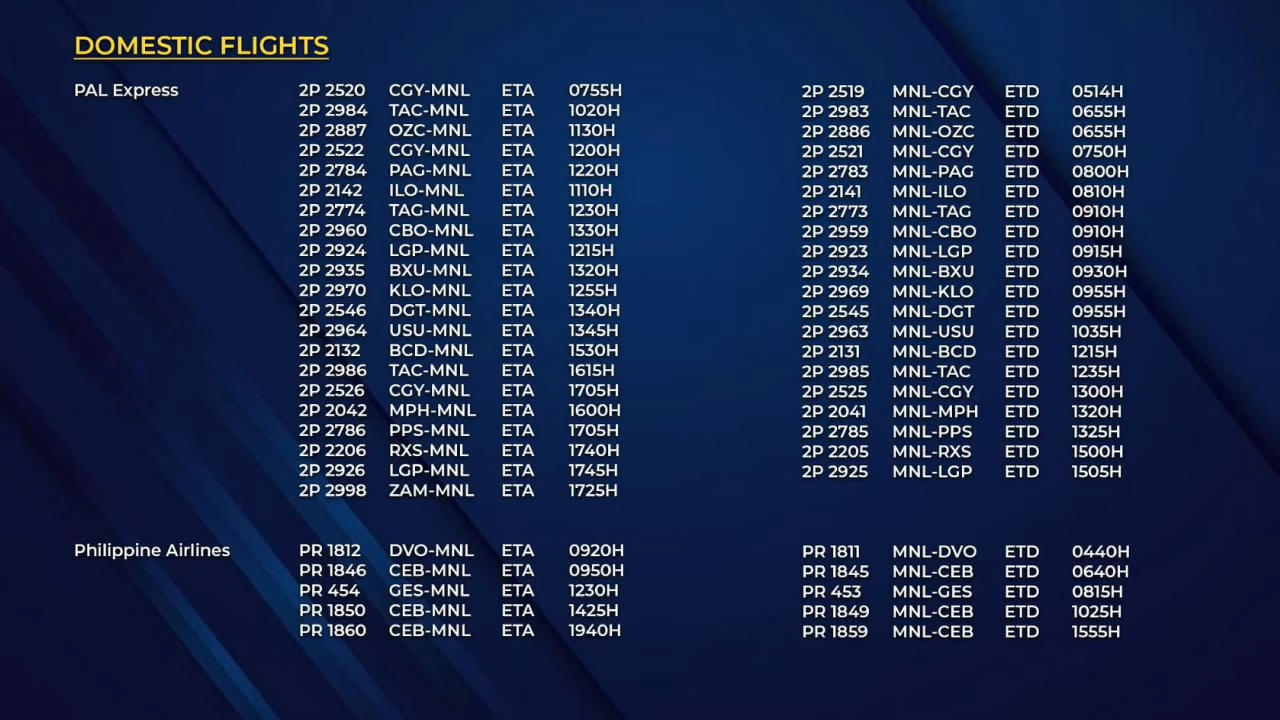 DOMESTIC FLIGHTS
PAL Express 2P 2520 CGY-MNL ETA 0755H 2P 2519 MNL-CGY ETD 0514H
2P 2984 TAC-MNL ETA 1020H 2P 2983 MNL-TAC ETD 0655H
2P 2887 OZC-MNL ETA 1130H 2P 2886 MNL-OZC ETD 0655H
2P 2522 CGY-MNL ETA 1200H 2P 2521 MNL-CGY ETD 0750H
2P 2784 PAG-MNL ETA 1220H 2P 2783 MNL-PAG ETD 0800H
2P 2142 ILO-MNL ETA 1110H 2P 2141 MNL-ILO ETD 0810H
2P 2774 TAG-MNL ETA 1230H 2P 2773 MNL-TAG ETD 0910H
2P 2960 CBO-MNL ETA 1330H 2P 2959 MNL-CBO ETD 0910H
2P 2924 LGP-MNL ETA 1215H 2P 2923 MNL-LGP ETD 0915H
2P 2935 BXU-MNL ETA 1320H 2P 2934 MNL-BXU ETD 0930H
2P 2970 KLO-MNL ETA 1255H 2P 2969 MNL-KLO ETD 0955H
2P 2546 DGT-MNL ETA 1340H 2P 2545 MNL-DGT ETD 0955H
2P 2964 USU-MNL ETA 1345H 2P 2963 MNL-USU ETD 1035H
2P 2132 BCD-MNL ETA 1530H 2P 2131 MNL-BCD ETD 1215H
2P 2986 TAC-MNL ETA 1615H 2P 2985 MNL-TAC ETD 1235H
2P 2526 CGY-MNL ETA 1705H 2P 2525 MNL-CGY ETD 1300H
2P 2042 MPH-MNL ETA 1600H 2P 2041 MNL-MPH ETD 1320H
2P 2786 PPS-MNL ETA 1705H 2P 2785 MNL-PPS ETD 1325H
2P 2206 RXS-MNL ETA 1740H 2P 2205 MNL-RXS ETD 1500H
2P 2926 LGP-MNL ETA 1745H 2P 2925 MNL-LGP ETD 1505H
2P 2998 ZAM-MNL ETA 1725H
Philippine Airlines PR 1812 DVO-MNL ETA 0920H PR 1811 MNL-DVO ETD 0440H
PR 1846 CEB-MNL ETA 0950H PR 1845 MNL-CEB ETD 0640H
PR 454 GES-MNL ETA 1230H PR 453 MNL-GES ETD 0815H
PR 1850 CEB-MNL ETA 1425H PR 1849 MNL-CEB ETD 1025H
PR 1860 CEB-MNL ETA 1940H PR 1859 MNL-CEB ETD 1555H